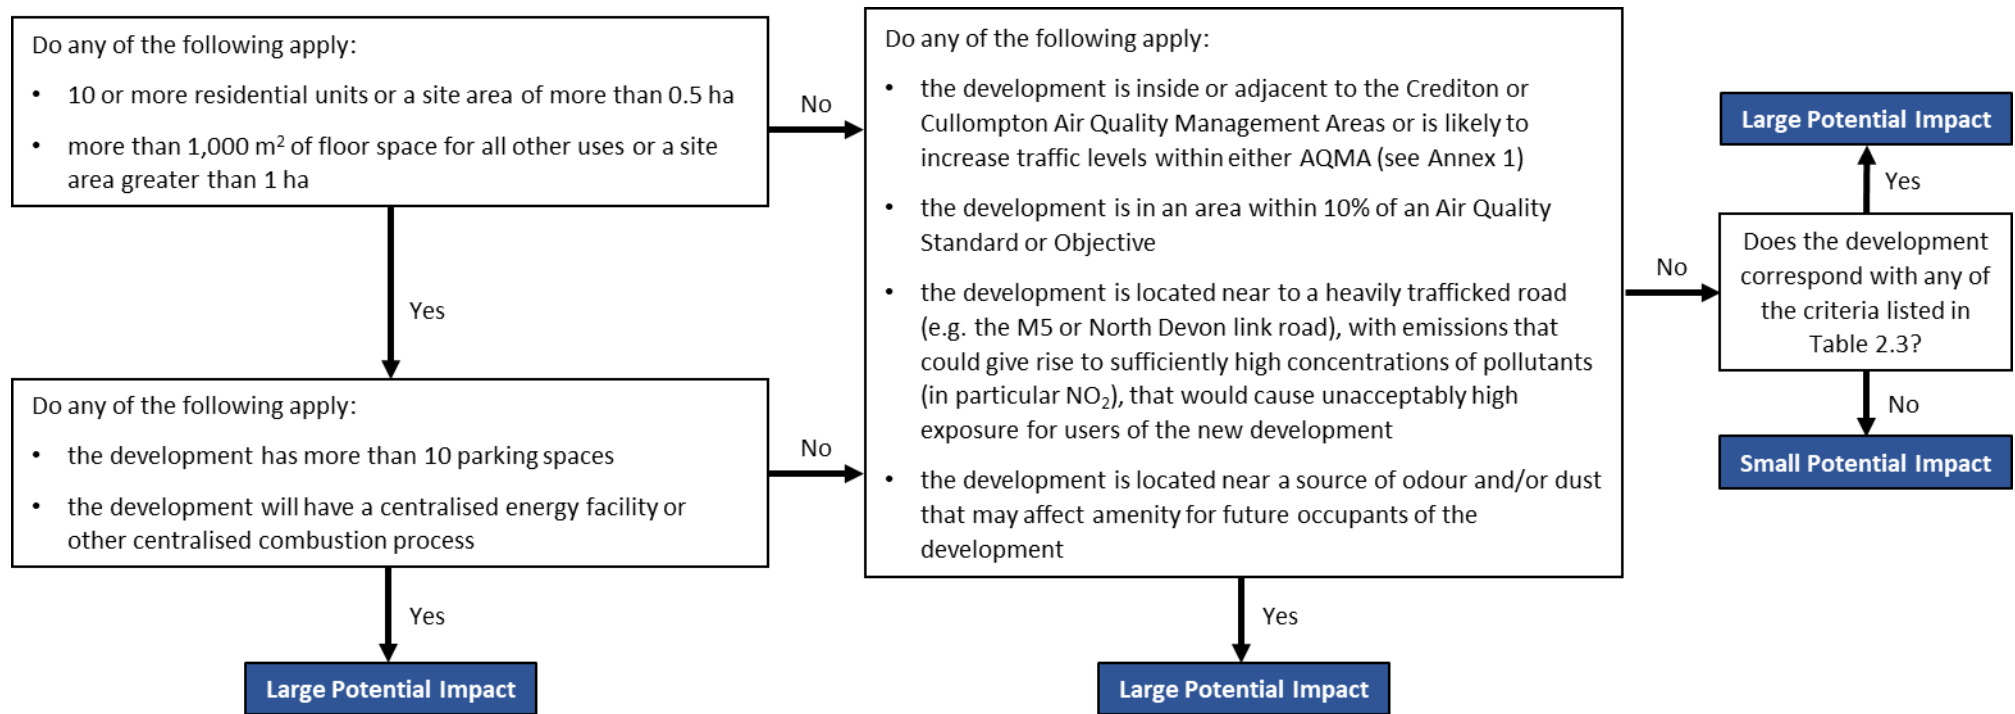 Do any of the following apply:
• 10 or more residential units or a site area of more than 0.5 ha
• more than 1,000 m² of floor space for all other uses or a site
area greater than 1 ha
No
Yes
Do any of the following apply:
• the development has more than 10 parking spaces
• the development will have a centralised energy facility or
other centralised combustion process
No
Yes
Large Potential Impact
Do any of the following apply:
• the development is inside or adjacent to the Crediton or
Cullompton Air Quality Management Areas or is likely to
increase traffic levels within either AQMA (see Annex 1)
• the development is in an area within 10% of an Air Quality
Standard or Objective
• the development is located near to a heavily trafficked road
(e.g. the M5 or North Devon link road), with emissions that
could give rise to sufficiently high concentrations of pollutants
(in particular NO₂), that would cause unacceptably high
exposure for users of the new development
• the development is located near a source of odour and/or dust
that may affect amenity for future occupants of the
development
Yes
Large Potential Impact
No
Large Potential Impact
Yes
Does the development
correspond with any of
the criteria listed in
Table 2.3?
No
Small Potential Impact